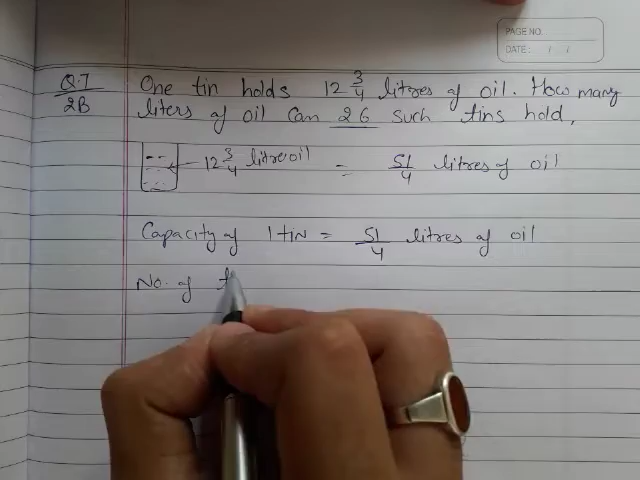 PAGE NO.
DATE: / /
Q.7 One tin holds 12 3/4 litres of oil. How many
2B liters of oil can 26 such tins hold,
12 3/4 litre oil = 51/4 litres of oil
Capacity of 1 tin = 51/4 litres of oil
No. of t